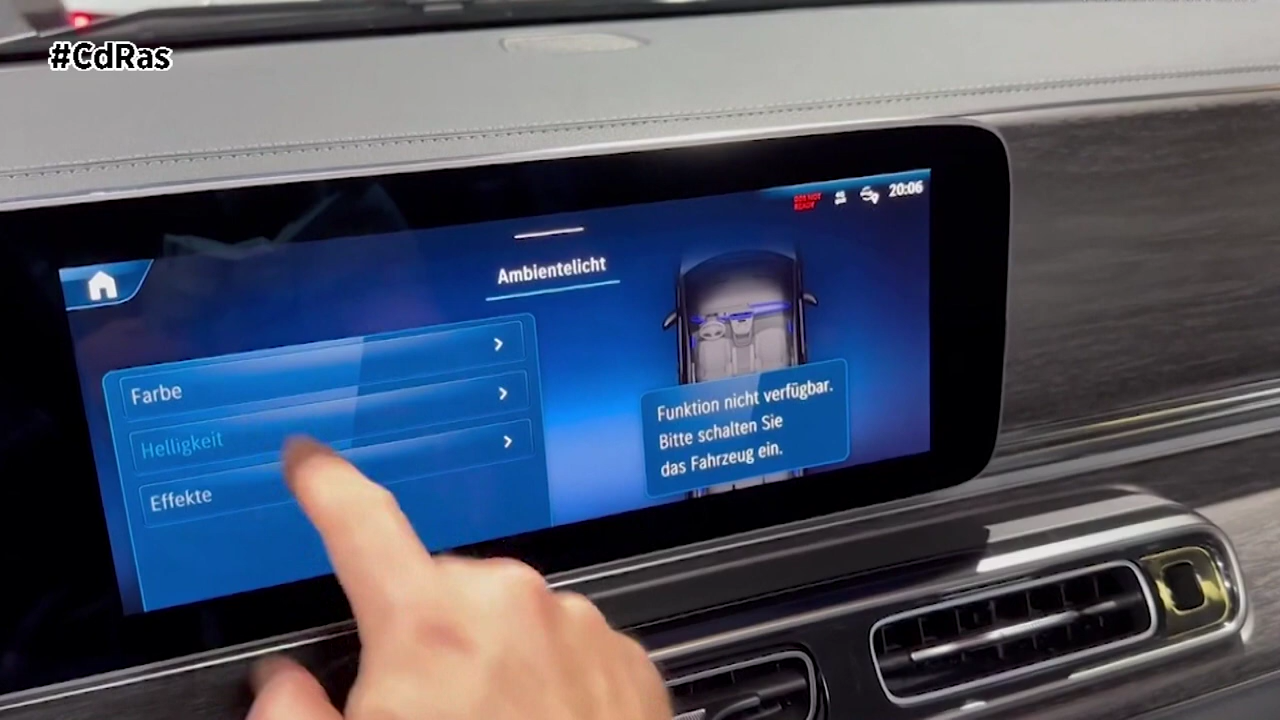 #CdRas
20:06
Ambientelicht
Farbe
Helligkeit
Effekte
Funktion nicht verfügbar.
Bitte schalten Sie
das Fahrzeug ein.